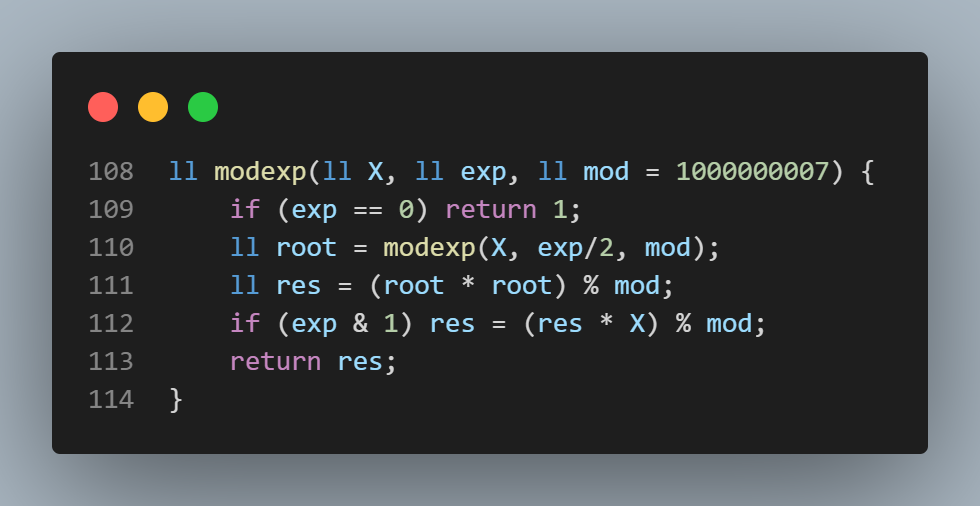 108 ll modexp(ll X, ll exp, ll mod = 1000000007) {
109     if (exp == 0) return 1;
110     ll root = modexp(X, exp/2, mod);
111     ll res = (root * root) % mod;
112     if (exp & 1) res = (res * X) % mod;
113     return res;
114 }